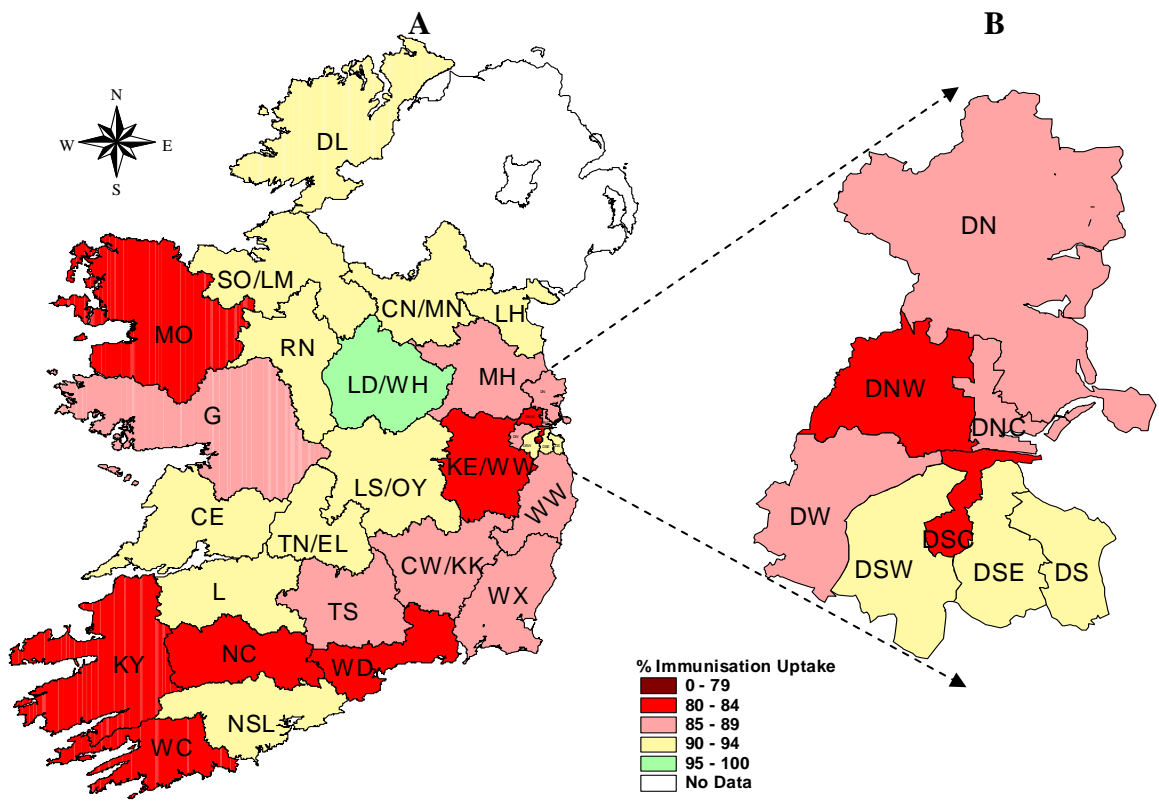 A
B
N
W
E
S
DL
SO/LM
CN/MN
LH
MO
RN
LD/WH
MH
G
KE/WW
LS/OY
WW
CE
TN/EL
CW/KK
L
TS
WX
KY
NC
WD
NSL
WC
DN
DNW
DNC
DW
DSC
DSW
DSE
DS
% Immunisation Uptake
0 - 79
80 - 84
85 - 89
90 - 94
95 - 100
No Data